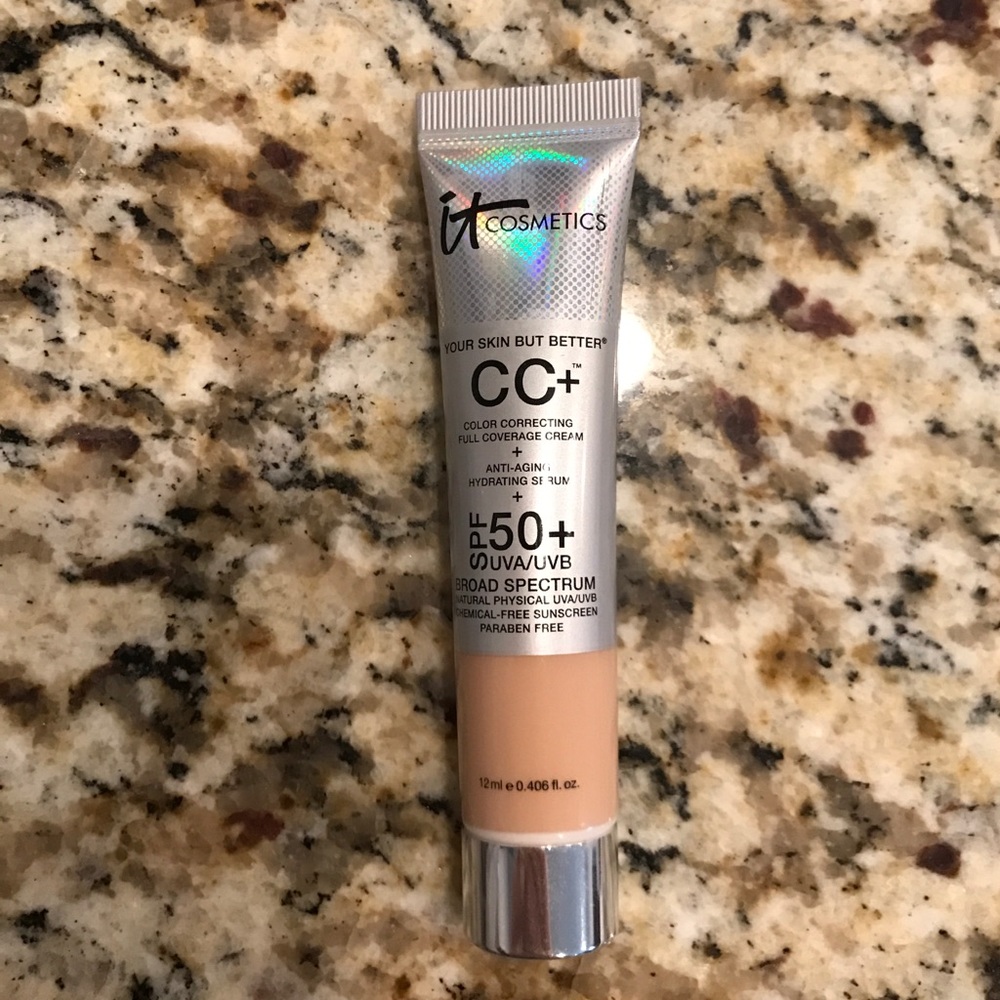 it COSMETICS
YOUR SKIN BUT BETTER®
CC+™
COLOR CORRECTING
FULL COVERAGE CREAM
+
ANTI-AGING
HYDRATING SERUM
+
SPF 50+
UVA/UVB
BROAD SPECTRUM
NATURAL PHYSICAL UVA/UVB
CHEMICAL-FREE SUNSCREEN
PARABEN FREE
12ml e 0.406 fl. oz.